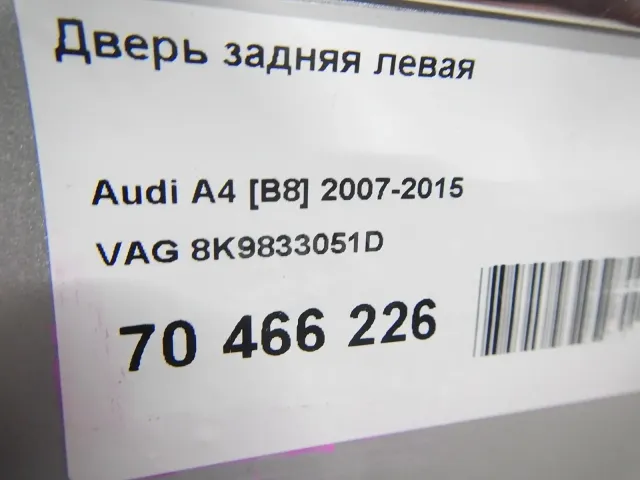 Дверь задняя левая
Audi A4 [B8] 2007-2015
VAG 8K9833051D
70 466 226